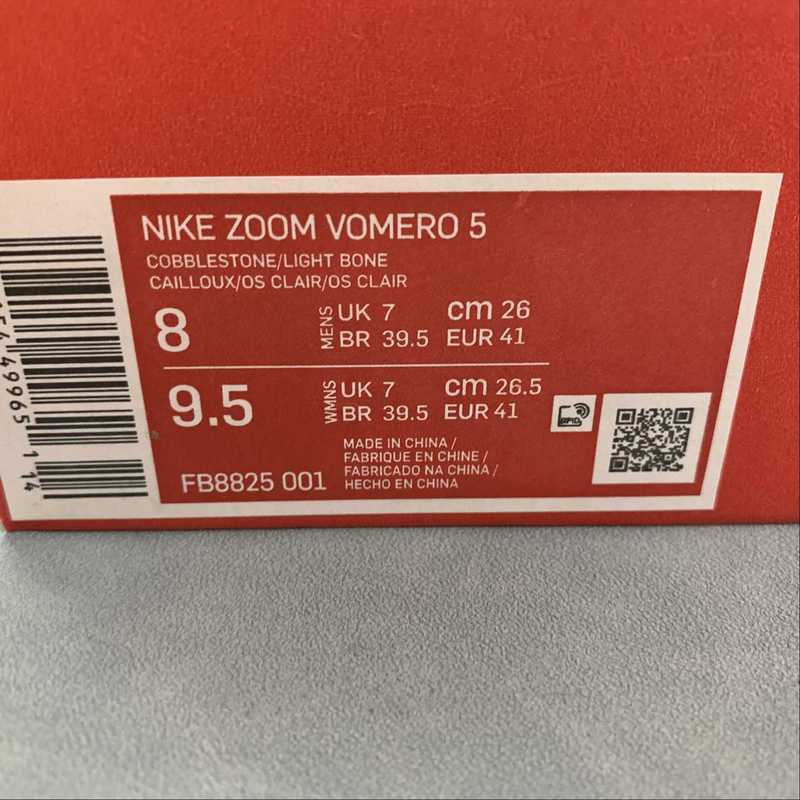 NIKE ZOOM VOMERO 5
COBBLESTONE/LIGHT BONE
CAILLOUX/OS CLAIR/OS CLAIR
8 MENS UK 7 cm 26
BR 39.5 EUR 41
9.5 WMNS UK 7 cm 26.5
BR 39.5 EUR 41
RFID
MADE IN CHINA /
FABRIQUE EN CHINE /
FABRICADO NA CHINA /
HECHO EN CHINA
FB8825 001